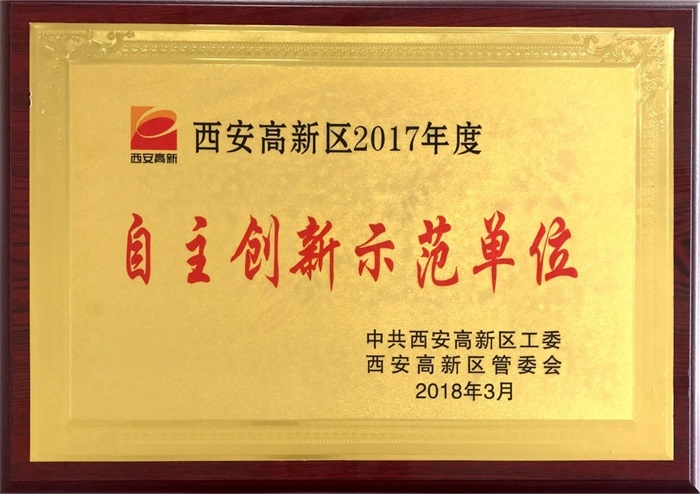 西安高新
西安高新区2017年度
自主创新示范单位
中共西安高新区工委
西安高新区管委会
2018年3月